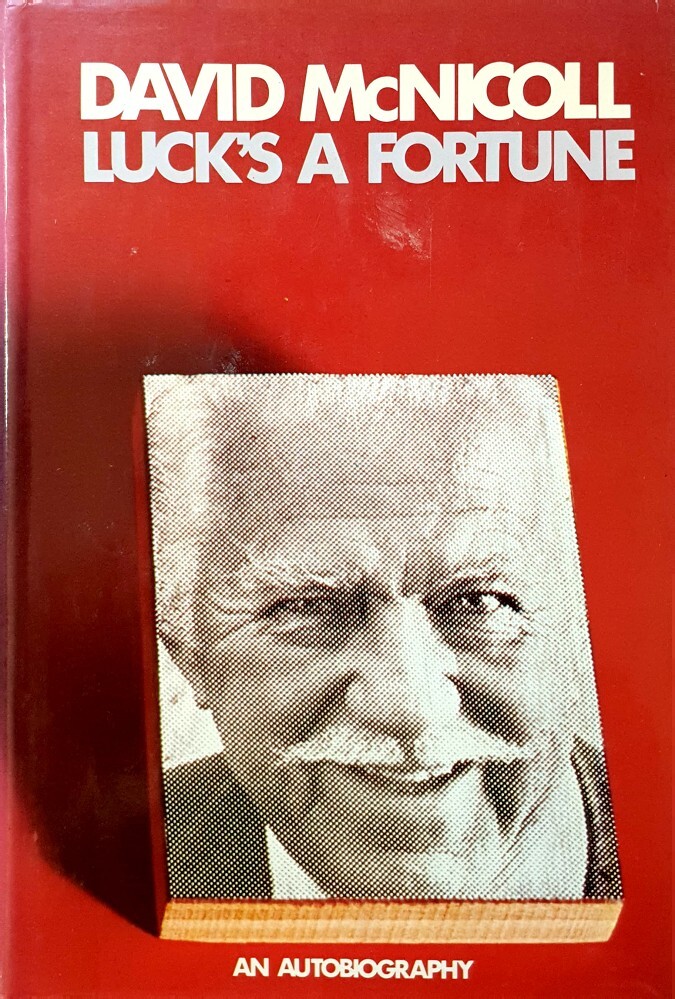 DAVID McNICOLL
LUCK'S A FORTUNE
AN AUTOBIOGRAPHY